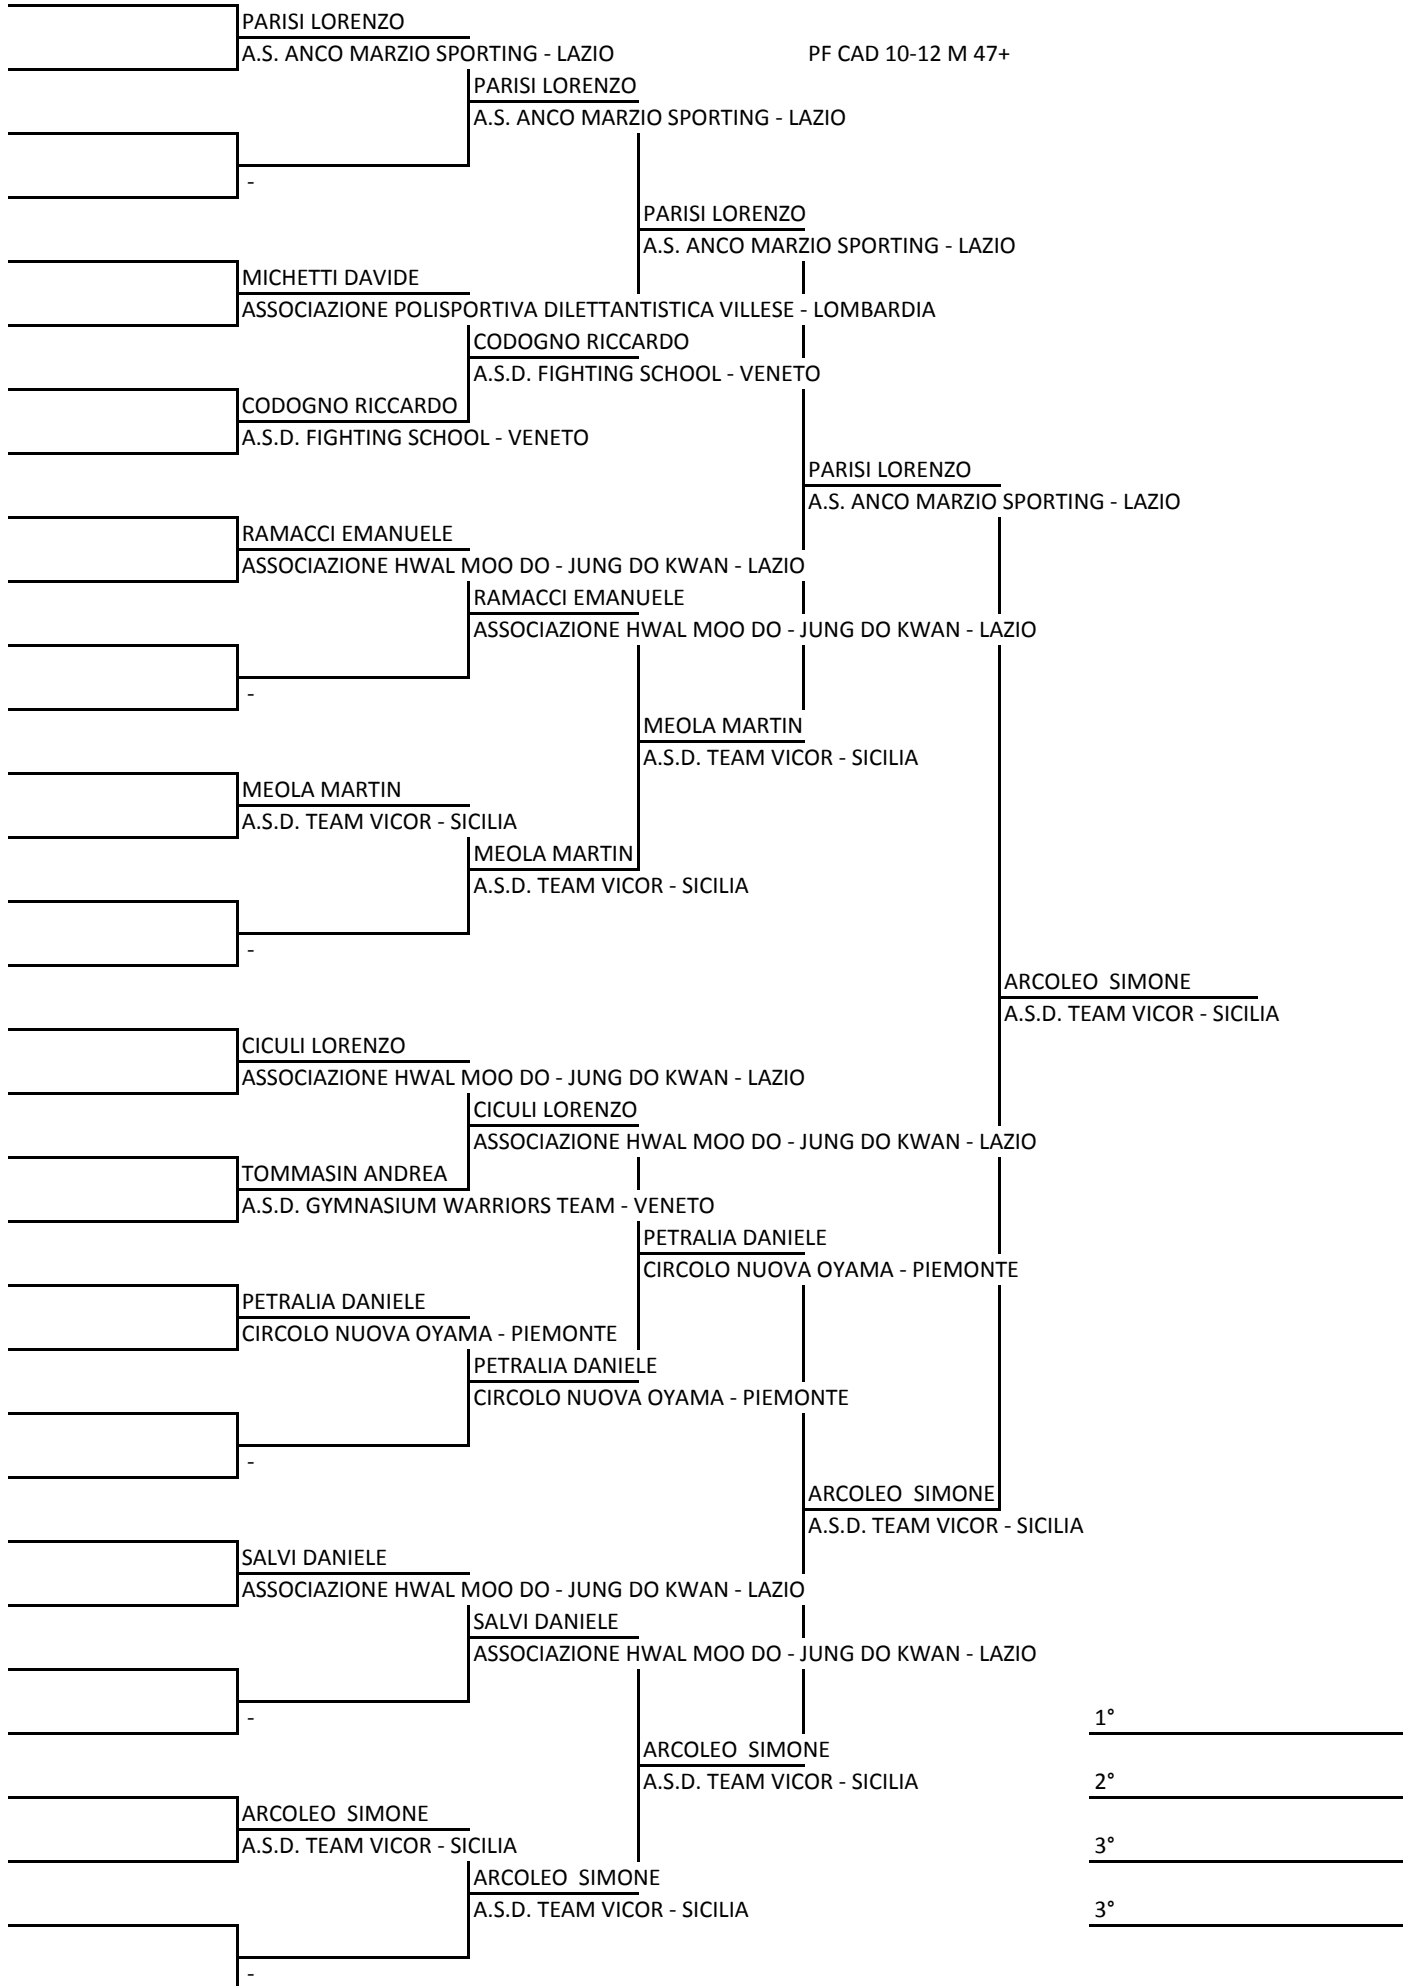 PARISI LORENZO
A.S. ANCO MARZIO SPORTING - LAZIO
PF CAD 10-12 M 47+
PARISI LORENZO
A.S. ANCO MARZIO SPORTING - LAZIO
-
PARISI LORENZO
A.S. ANCO MARZIO SPORTING - LAZIO
MICHETTI DAVIDE
ASSOCIAZIONE POLISPORTIVA DILETTANTISTICA VILLESE - LOMBARDIA
CODOGNO RICCARDO
A.S.D. FIGHTING SCHOOL - VENETO
CODOGNO RICCARDO
A.S.D. FIGHTING SCHOOL - VENETO
PARISI LORENZO
A.S. ANCO MARZIO SPORTING - LAZIO
RAMACCI EMANUELE
ASSOCIAZIONE HWAL MOO DO - JUNG DO KWAN - LAZIO
RAMACCI EMANUELE
ASSOCIAZIONE HWAL MOO DO - JUNG DO KWAN - LAZIO
-
MEOLA MARTIN
A.S.D. TEAM VICOR - SICILIA
MEOLA MARTIN
A.S.D. TEAM VICOR - SICILIA
MEOLA MARTIN
A.S.D. TEAM VICOR - SICILIA
-
ARCOLEO  SIMONE
A.S.D. TEAM VICOR - SICILIA
CICULI LORENZO
ASSOCIAZIONE HWAL MOO DO - JUNG DO KWAN - LAZIO
CICULI LORENZO
ASSOCIAZIONE HWAL MOO DO - JUNG DO KWAN - LAZIO
TOMMASIN ANDREA
A.S.D. GYMNASIUM WARRIORS TEAM - VENETO
PETRALIA DANIELE
CIRCOLO NUOVA OYAMA - PIEMONTE
PETRALIA DANIELE
CIRCOLO NUOVA OYAMA - PIEMONTE
PETRALIA DANIELE
CIRCOLO NUOVA OYAMA - PIEMONTE
-
ARCOLEO  SIMONE
A.S.D. TEAM VICOR - SICILIA
SALVI DANIELE
ASSOCIAZIONE HWAL MOO DO - JUNG DO KWAN - LAZIO
SALVI DANIELE
ASSOCIAZIONE HWAL MOO DO - JUNG DO KWAN - LAZIO
-
1°
ARCOLEO  SIMONE
A.S.D. TEAM VICOR - SICILIA
2°
ARCOLEO  SIMONE
A.S.D. TEAM VICOR - SICILIA
3°
ARCOLEO  SIMONE
A.S.D. TEAM VICOR - SICILIA
3°
-